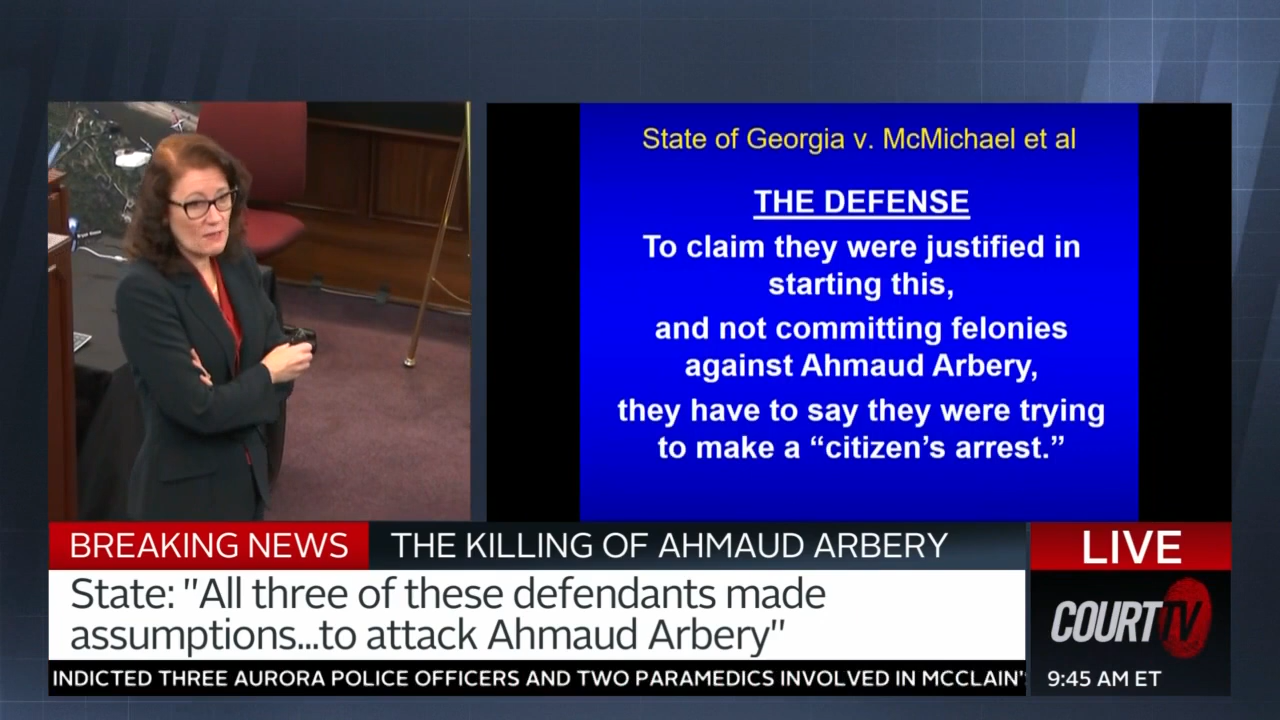 State of Georgia v. McMichael et al
THE DEFENSE
To claim they were justified in
starting this,
and not committing felonies
against Ahmaud Arbery,
they have to say they were trying
to make a “citizen’s arrest.”
BREAKING NEWS
THE KILLING OF AHMAUD ARBERY
LIVE
State: "All three of these defendants made
assumptions...to attack Ahmaud Arbery"
COURT TV
INDICTED THREE AURORA POLICE OFFICERS AND TWO PARAMEDICS INVOLVED IN MCCLAIN'
9:45 AM ET